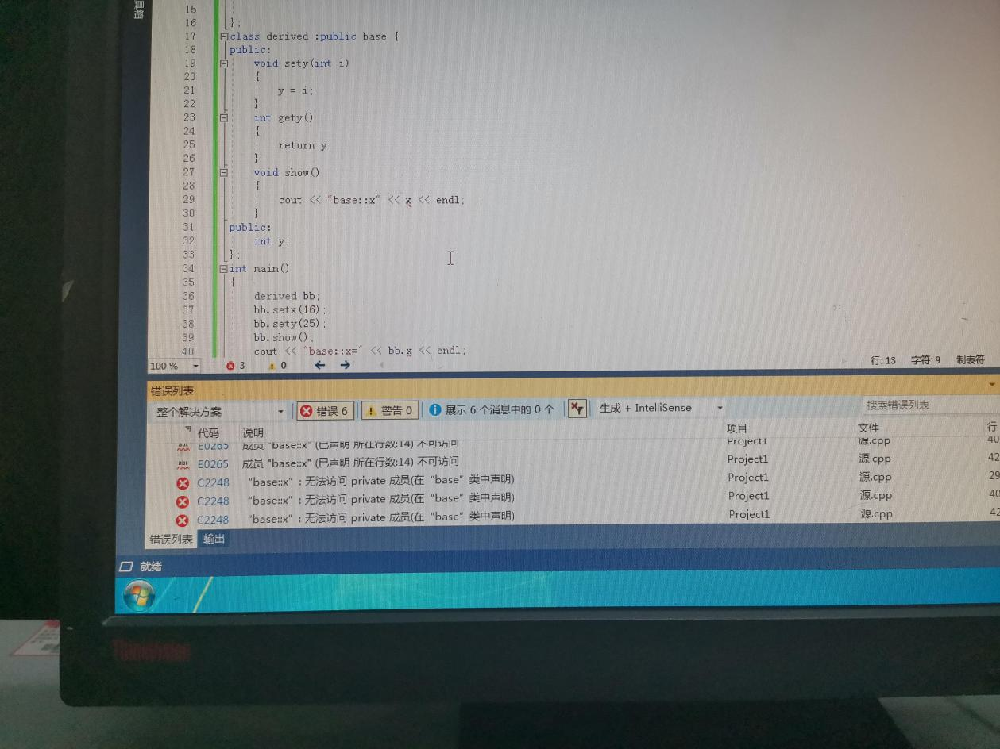 具箱
15
16 };
17 class derived :public base {
18 public:
19 void sety(int i)
20 {
21 y = i;
22 }
23 int gety()
24 {
25 return y;
26 }
27 void show()
28 {
29 cout << "base::x" << x << endl;
30 }
31 public:
32 int y;
33 };
34 int main()
35 {
36 derived bb;
37 bb.setx(16);
38 bb.sety(25);
39 bb.show();
40 cout << "base::x=" << bb.x << endl;
100 % 3 0 行: 13 字符: 9 制表符
错误列表
整个解决方案 错误 6 警告 0 展示 6 个消息中的 0 个 生成 + IntelliSense 搜索错误列表
代码 说明 项目 文件 行
abc E0265 成员 "base::x" (已声明 所在行数:14) 不可访问 Project1 源.cpp 40
abc E0265 成员 "base::x" (已声明 所在行数:14) 不可访问 Project1 源.cpp 42
C2248 “base::x”: 无法访问 private 成员(在“base”类中声明) Project1 源.cpp 29
C2248 “base::x”: 无法访问 private 成员(在“base”类中声明) Project1 源.cpp 40
C2248 “base::x”: 无法访问 private 成员(在“base”类中声明) Project1 源.cpp 42
错误列表 输出
就绪
ThinkVision